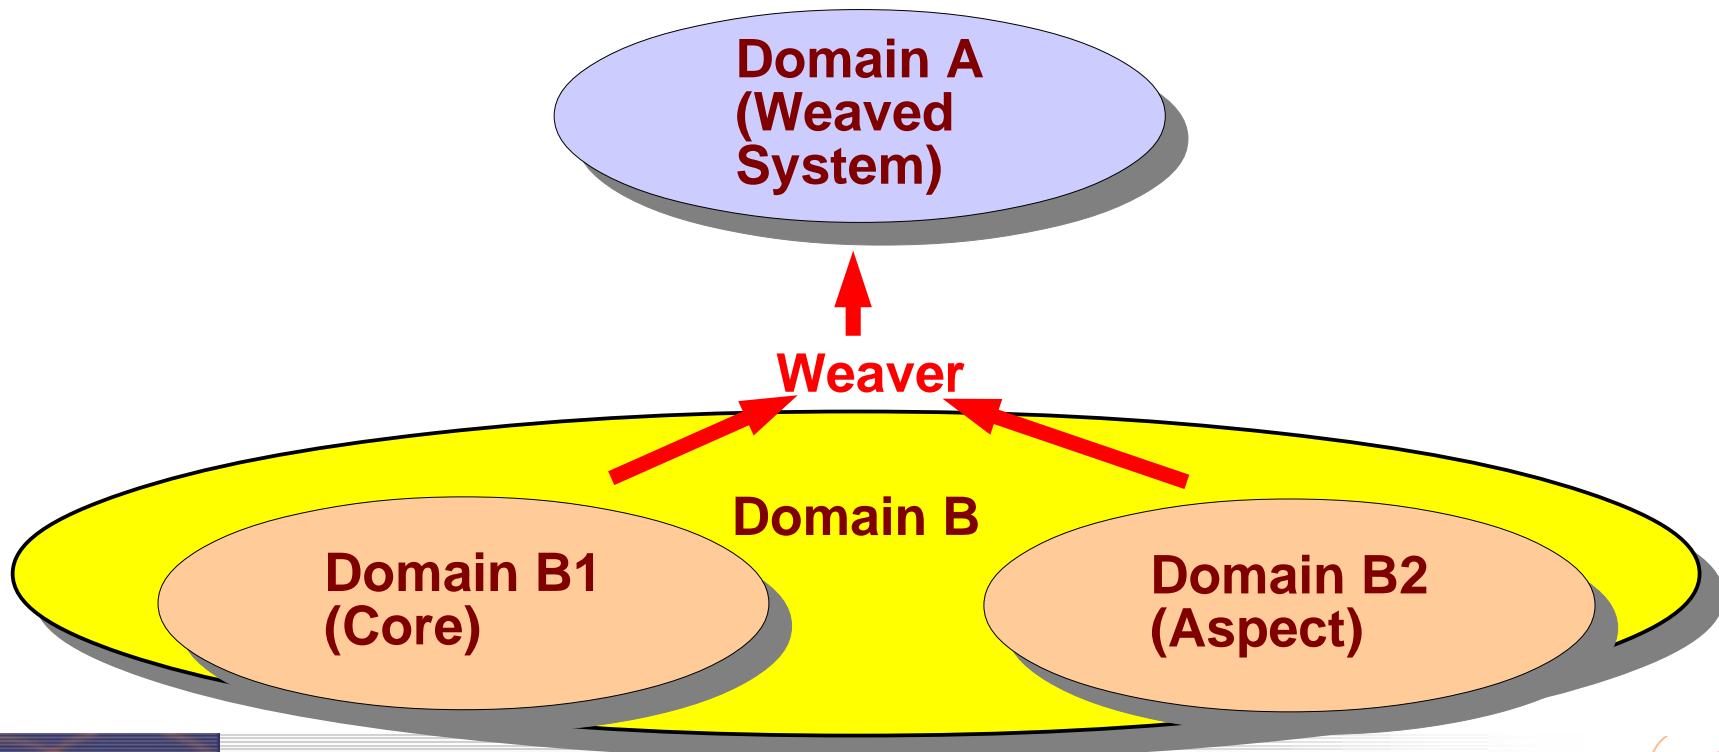 Domain A
(Weaved
System)
Weaver
Domain B
Domain B1
(Core)
Domain B2
(Aspect)